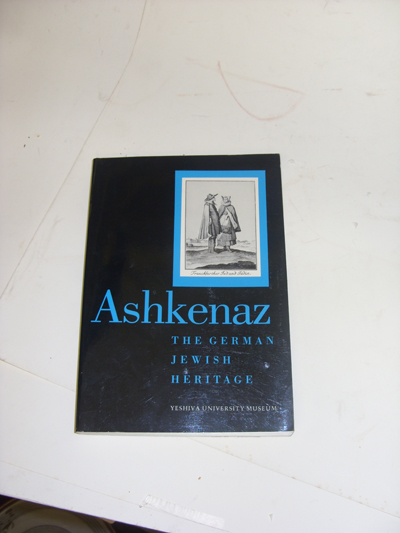 Ashkenaz
THE GERMAN
JEWISH
HERITAGE
YESHIVA UNIVERSITY MUSEUM